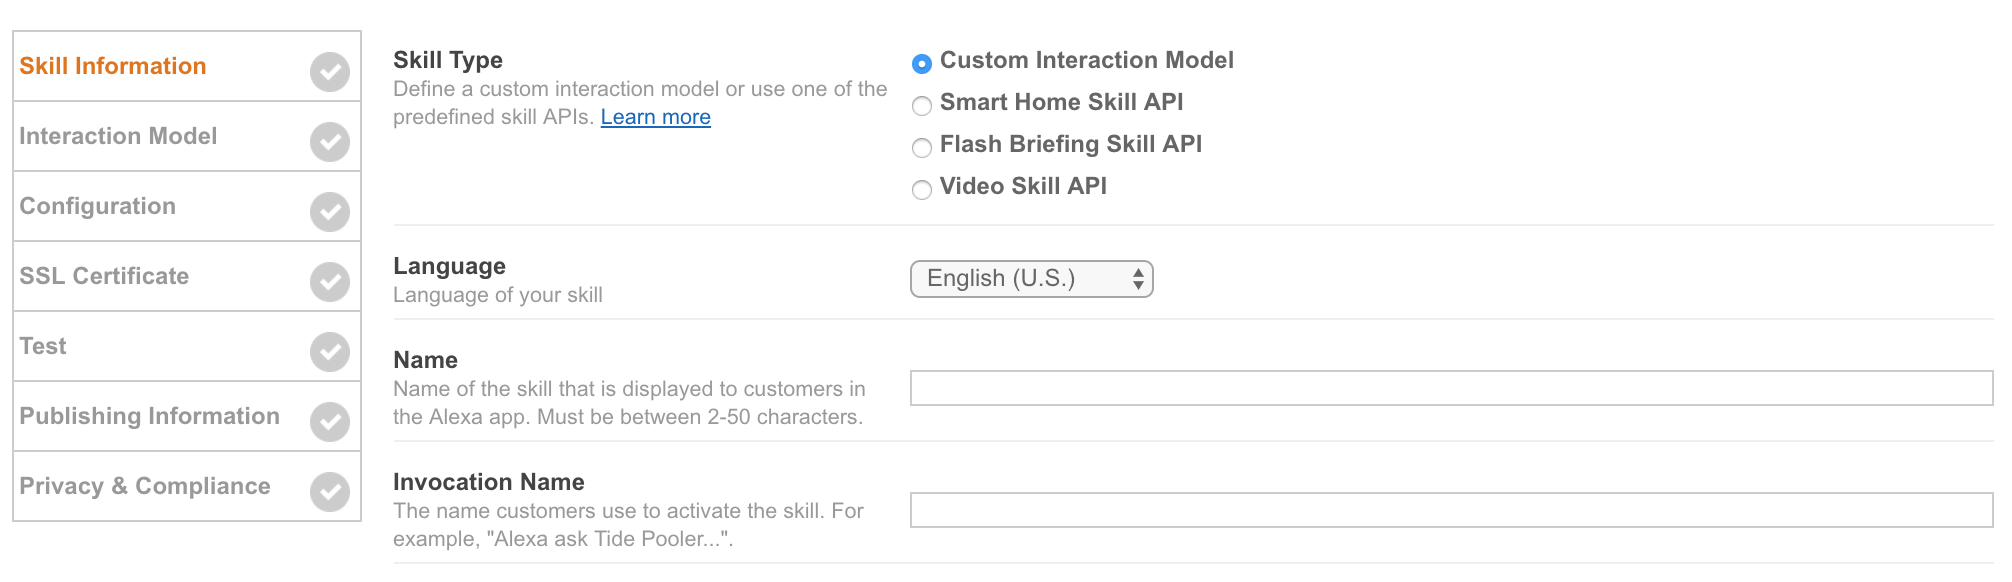 Skill Information
Interaction Model
Configuration
SSL Certificate
Test
Publishing Information
Privacy & Compliance
Skill Type
Define a custom interaction model or use one of the
predefined skill APIs. Learn more
Custom Interaction Model
Smart Home Skill API
Flash Briefing Skill API
Video Skill API
Language
Language of your skill
English (U.S.)
Name
Name of the skill that is displayed to customers in
the Alexa app. Must be between 2-50 characters.
Invocation Name
The name customers use to activate the skill. For
example, "Alexa ask Tide Pooler...".